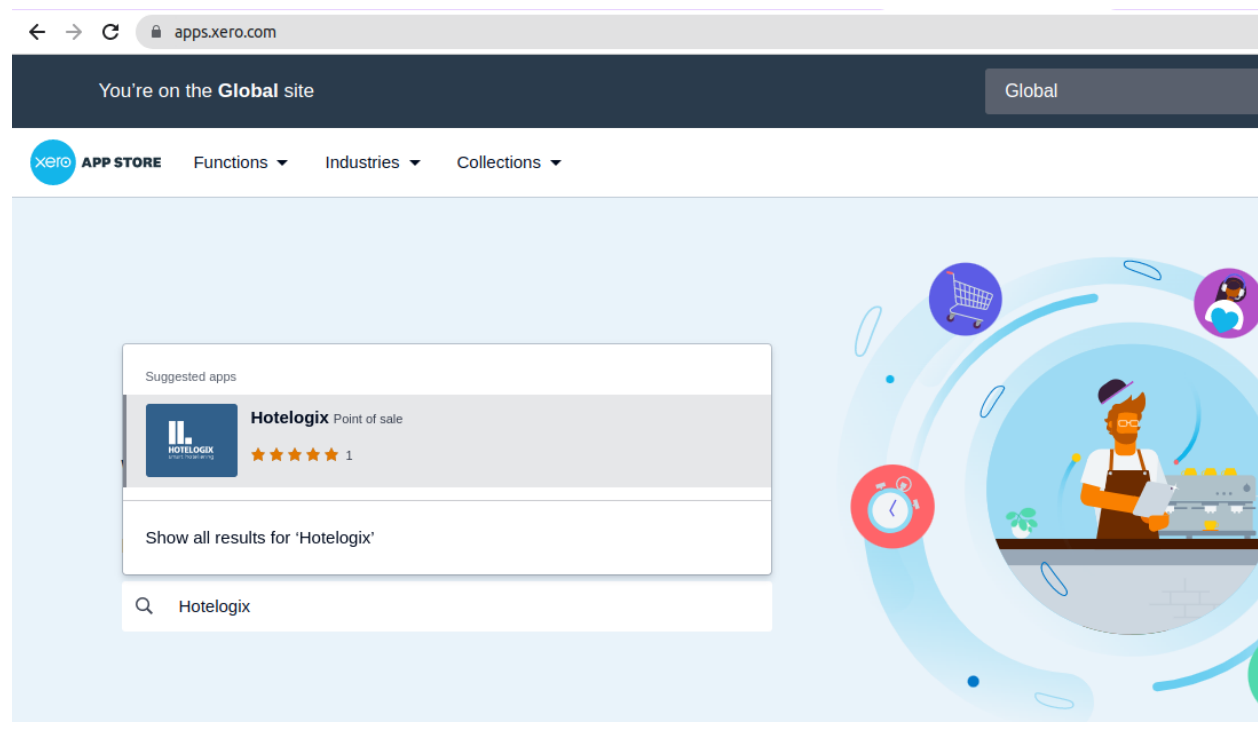 apps.xero.com
You're on the Global site
Global
xero APP STORE Functions Industries Collections
Suggested apps
Hotelogix Point of sale
HOTELOGIX
1
Show all results for ‘Hotelogix’
Hotelogix